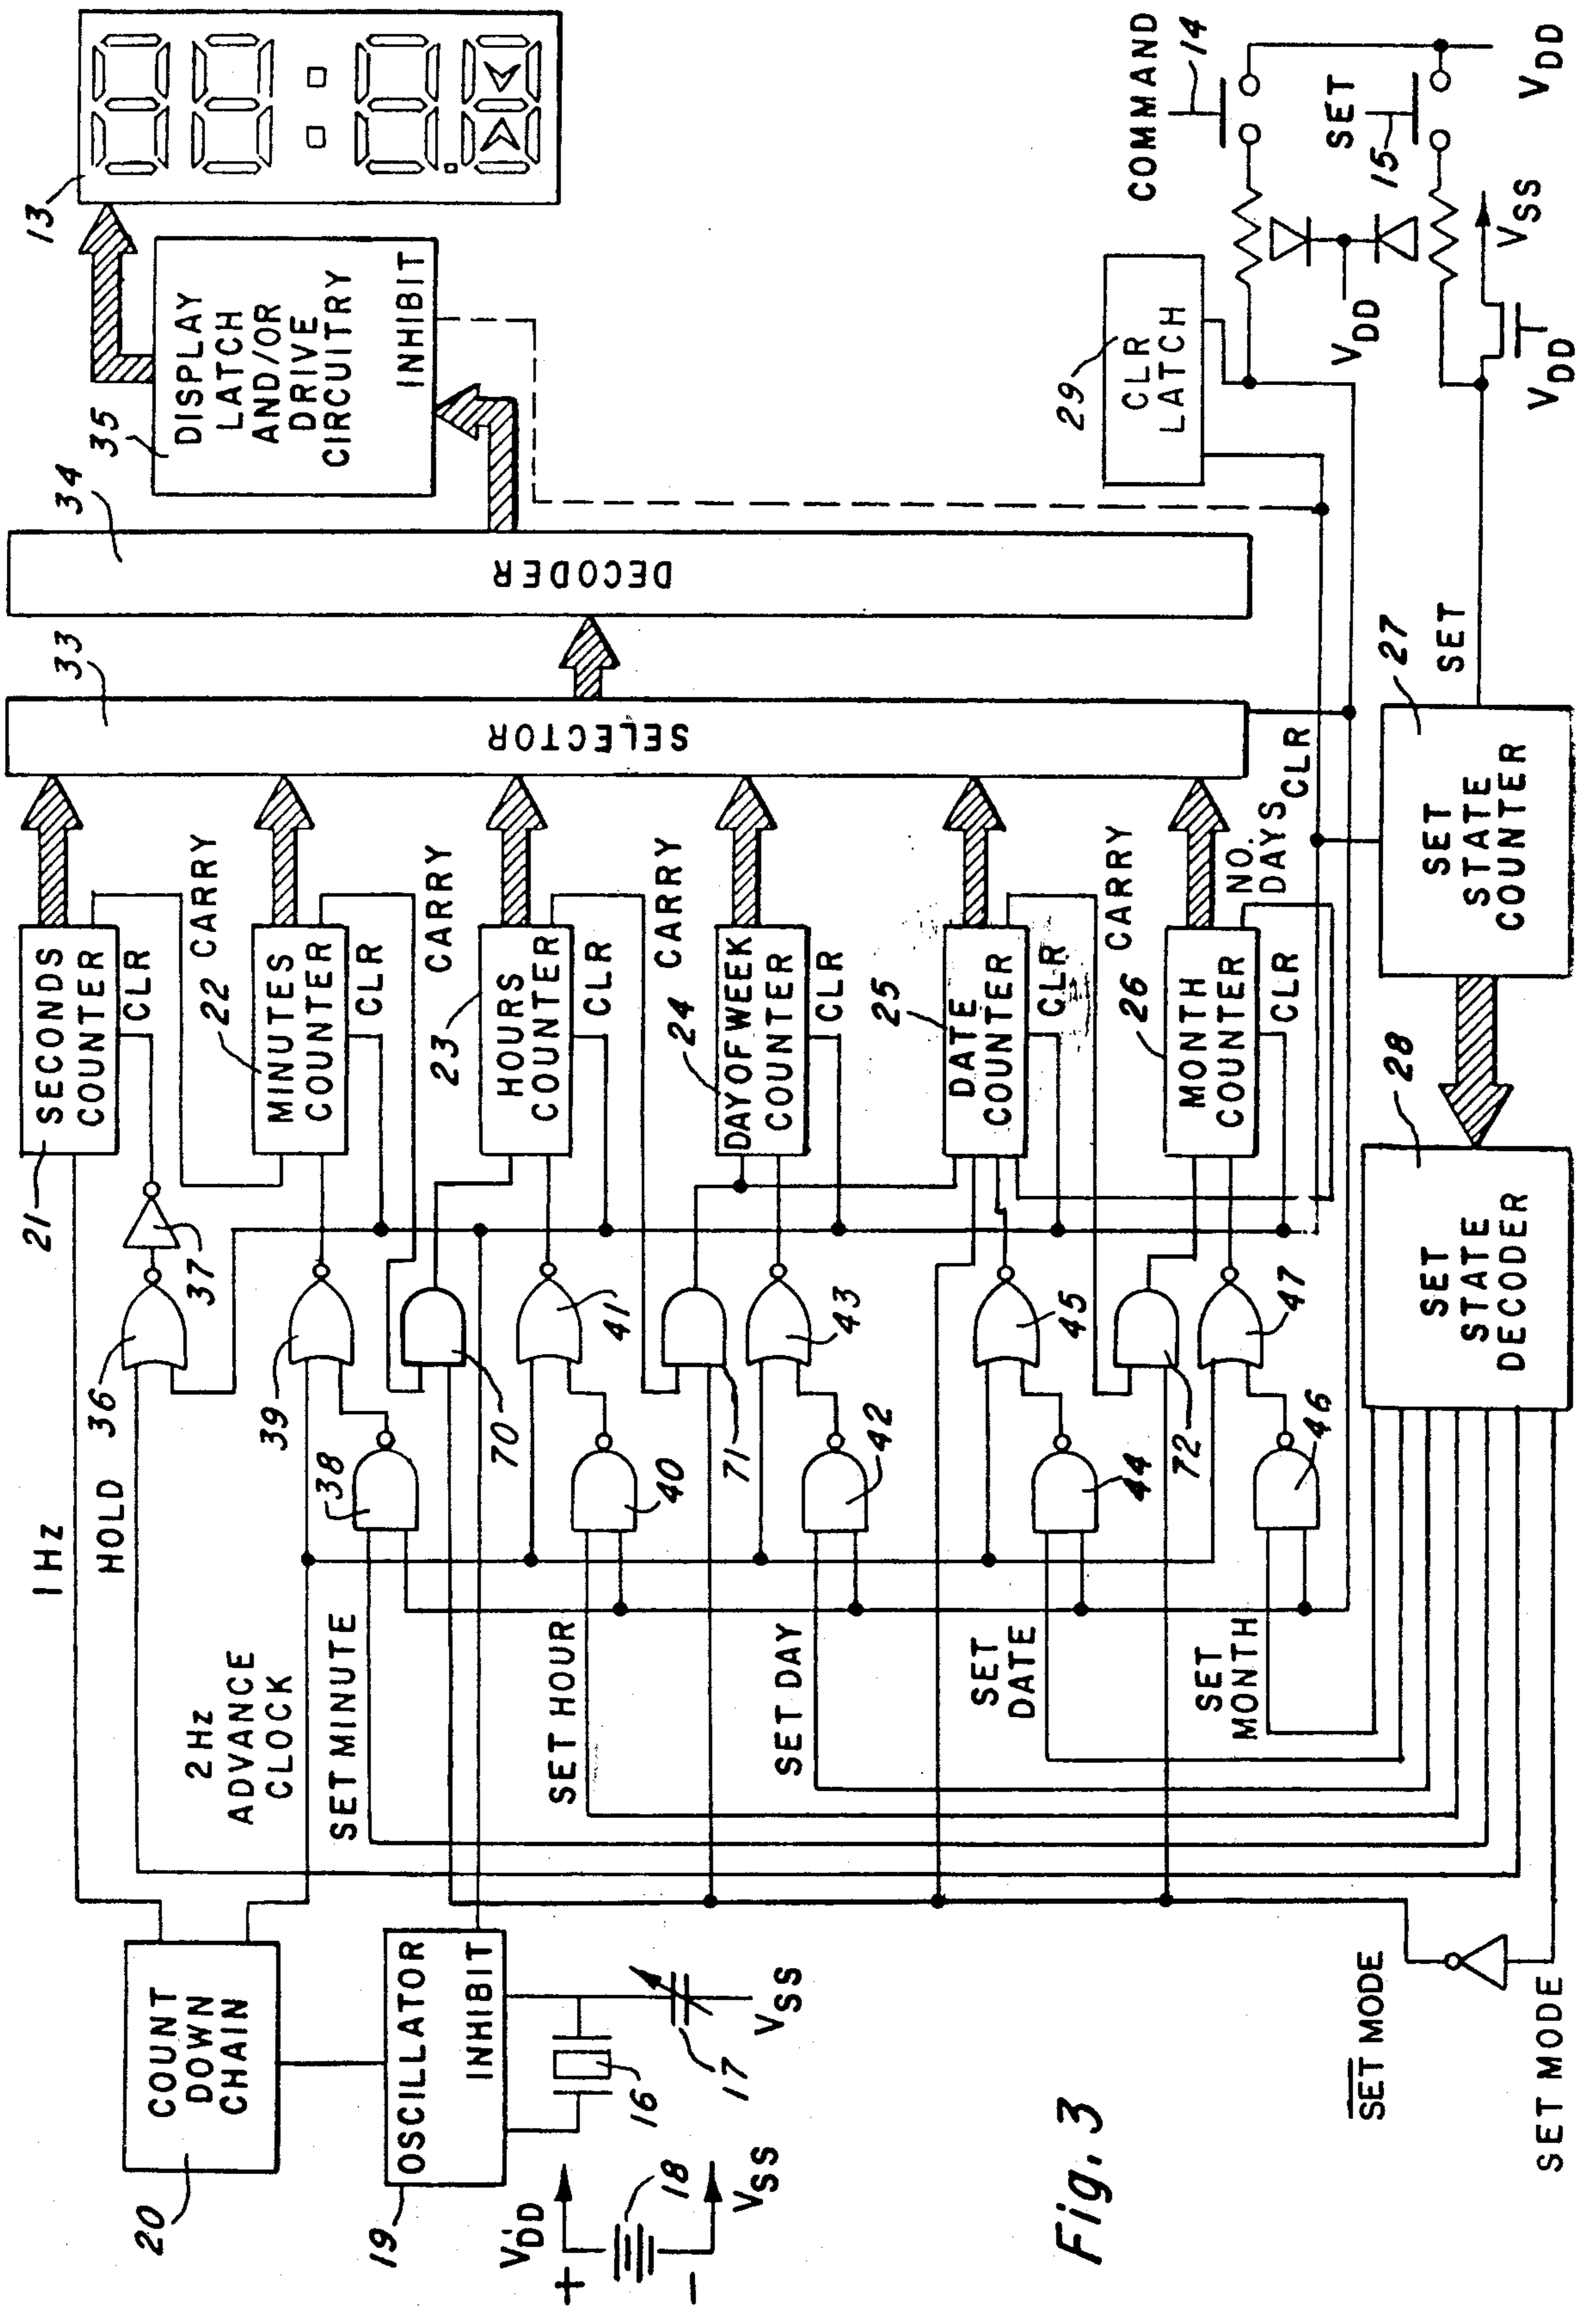 13
35
DISPLAY
LATCH
AND/OR
DRIVE
CIRCUITRY
INHIBIT
34
DECODER
33
SELECTOR
COMMAND
14
SET
15
VDD
VSS
VDD
VDD
29
CLR
LATCH
21
SECONDS
COUNTER
CLR
CARRY
22
MINUTES
COUNTER
CLR
CARRY
23
HOURS
COUNTER
CLR
CARRY
24
DAY OF WEEK
COUNTER
CLR
25
DATE
COUNTER
CLR
CARRY
26
MONTH
COUNTER
CLR
NO.
DAYS
CLR
SET
27
SET
STATE
COUNTER
28
SET
STATE
DECODER
1Hz
HOLD
36
37
39
38
70
41
40
71
43
42
45
44
72
47
46
2Hz
ADVANCE
CLOCK
SET MINUTE
SET HOUR
SET DAY
SET
DATE
SET
MONTH
COUNT
DOWN
CHAIN
20
OSCILLATOR
INHIBIT
19
16
17
VSS
VDD
+
18
-
VSS
SET MODE
SET MODE
Fig. 3